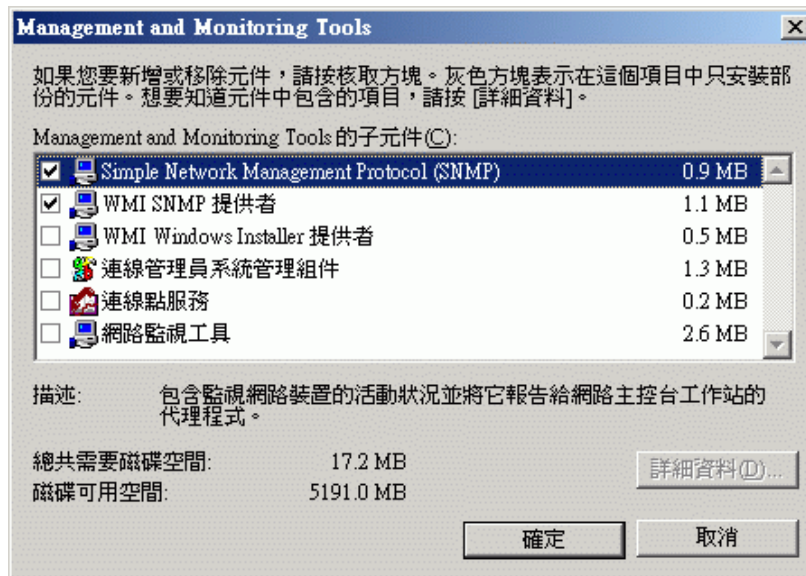 Management and Monitoring Tools
如果您要新增或移除元件，請按核取方塊。灰色方塊表示在這個項目中只安裝部
份的元件。想要知道元件中包含的項目，請按 [詳細資料]。
Management and Monitoring Tools 的子元件(C):
Simple Network Management Protocol (SNMP) 0.9 MB
WMI SNMP 提供者 1.1 MB
WMI Windows Installer 提供者 0.5 MB
連線管理員系統管理組件 1.3 MB
連線點服務 0.2 MB
網路監視工具 2.6 MB
描述: 包含監視網路裝置的活動狀況並將它報告給網路主控台工作站的
代理程式。
總共需要磁碟空間: 17.2 MB
磁碟可用空間: 5191.0 MB
詳細資料(D)...
確定 取消